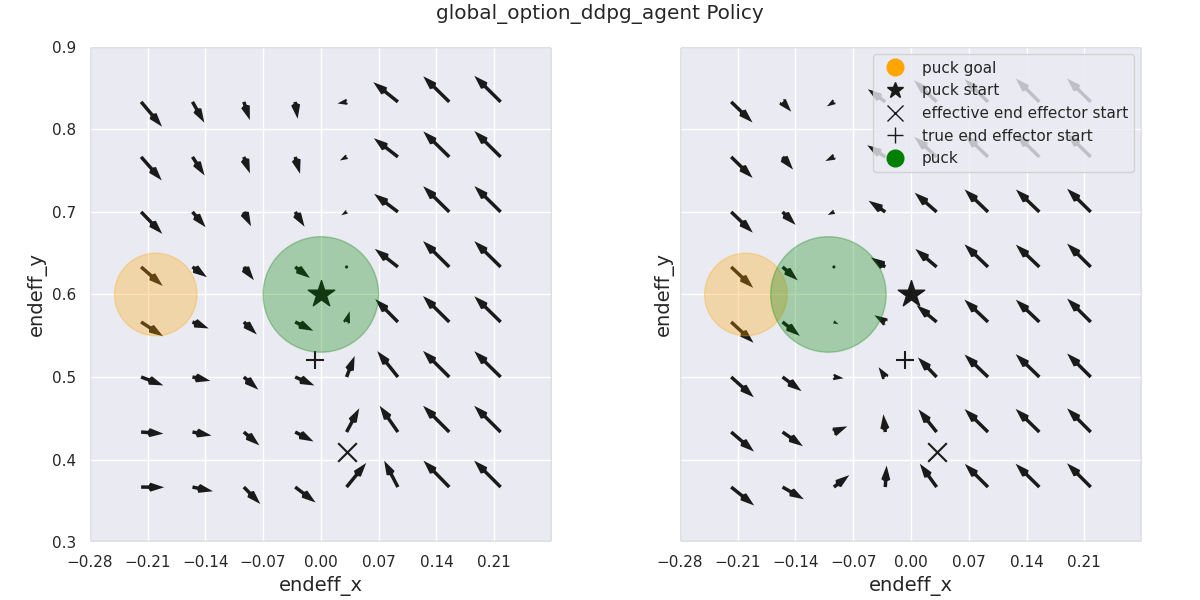 global_option_ddpg_agent Policy
0.9
0.8
0.7
0.6
0.5
0.4
0.3
endeff_y
−0.28 −0.21 −0.14 −0.07 0.00 0.07 0.14 0.21
endeff_x
puck goal
puck start
effective end effector start
true end effector start
puck
endeff_y
−0.28 −0.21 −0.14 −0.07 0.00 0.07 0.14 0.21
endeff_x